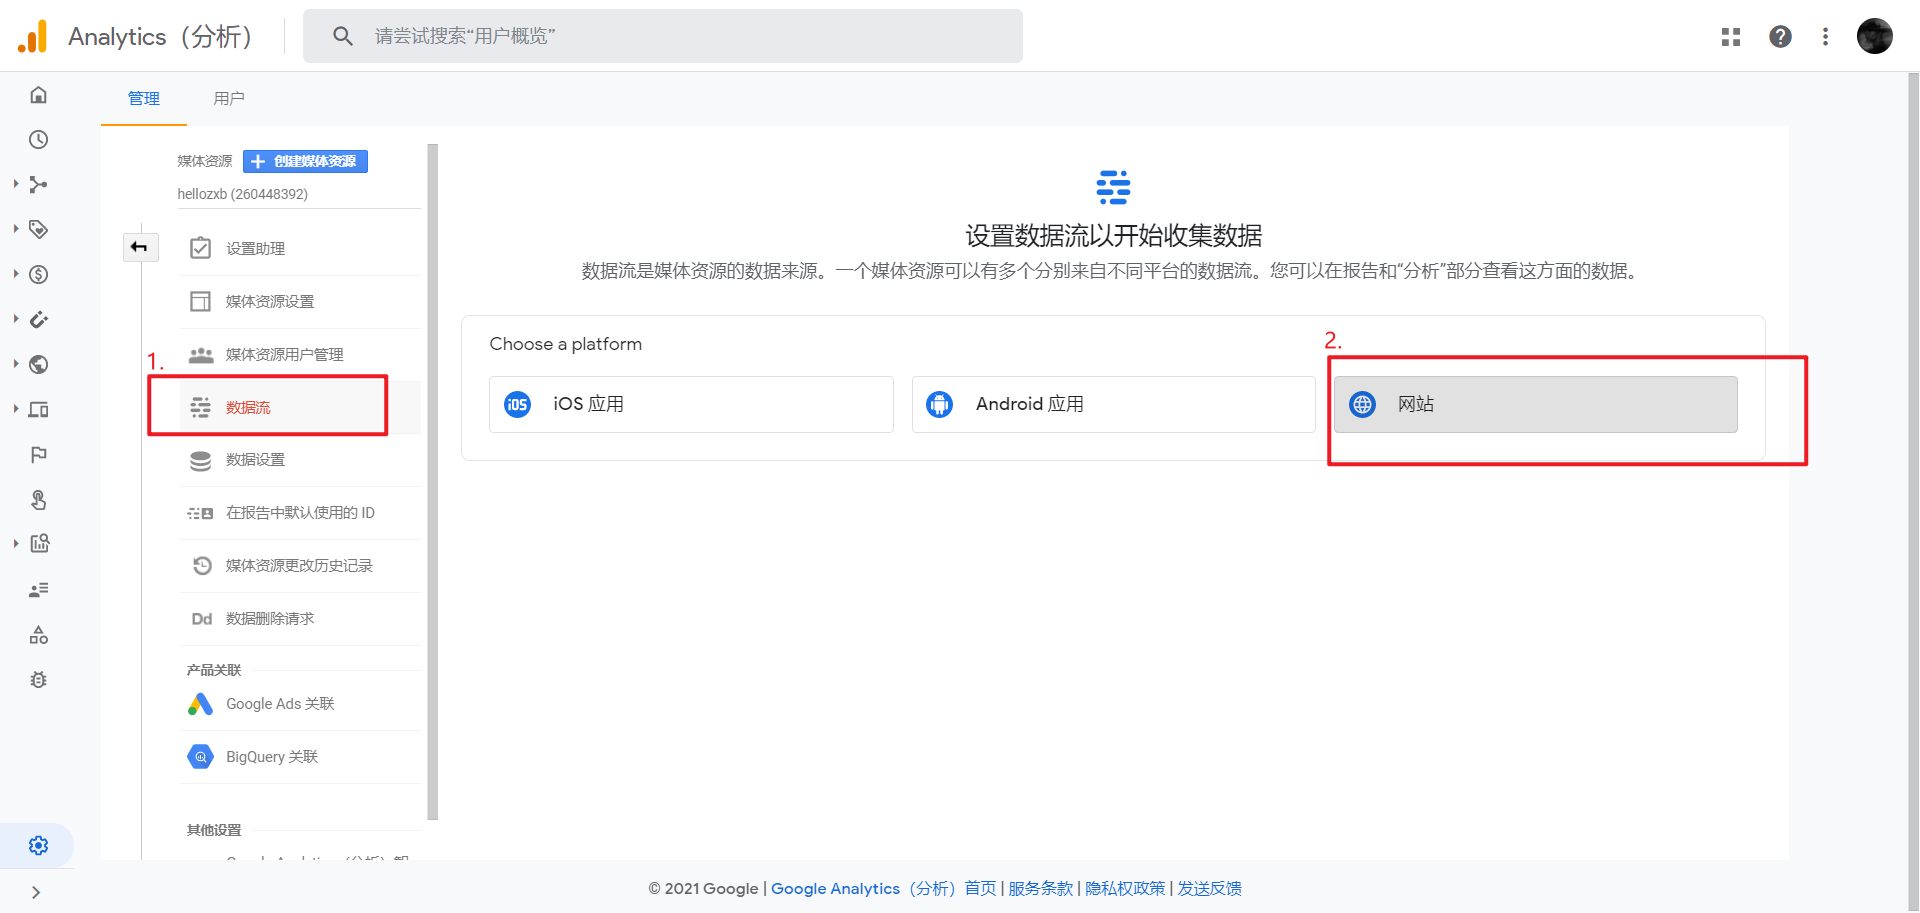 Analytics（分析）
请尝试搜索“用户概览”
管理
用户
媒体资源
创建媒体资源
hellozxb (260448392)
设置助理
媒体资源设置
媒体资源用户管理
1.
数据流
数据设置
在报告中默认使用的 ID
媒体资源更改历史记录
Dd 数据删除请求
产品关联
Google Ads 关联
BigQuery 关联
其他设置
设置数据流以开始收集数据
数据流是媒体资源的数据来源。一个媒体资源可以有多个分别来自不同平台的数据流。您可以在报告和“分析”部分查看这方面的数据。
Choose a platform
2.
iOS iOS 应用
Android 应用
网站
© 2021 Google | Google Analytics（分析）首页 | 服务条款 | 隐私权政策 | 发送反馈